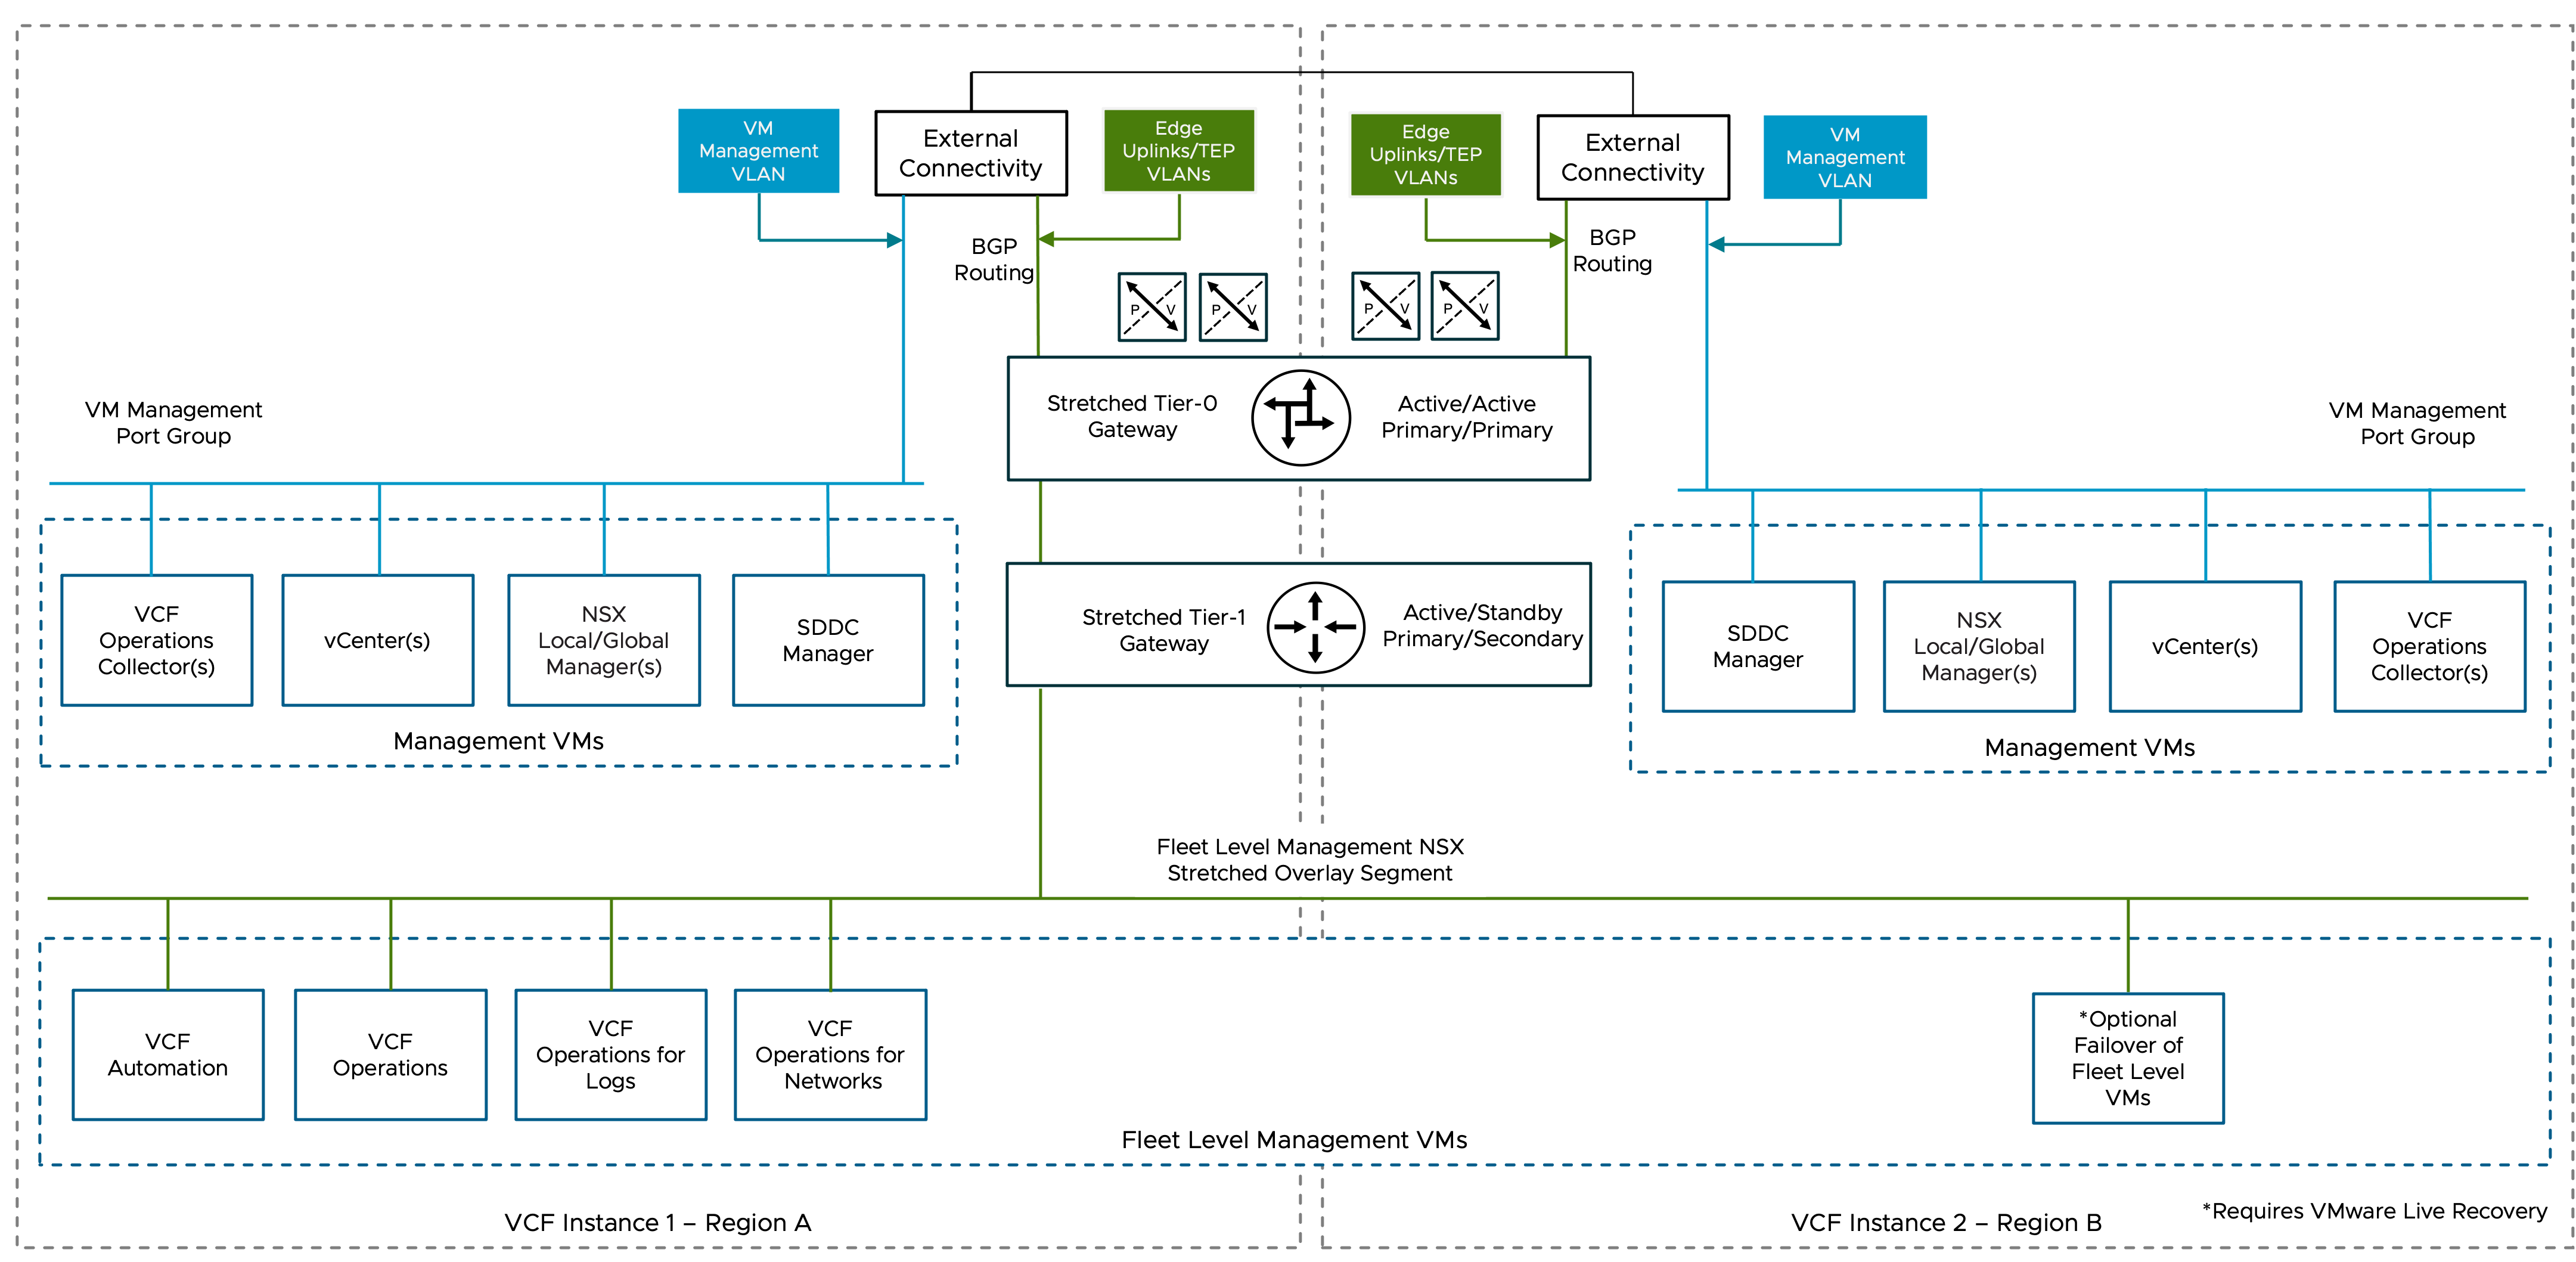 VM
Management
VLAN
External
Connectivity
Edge
Uplinks/TEP
VLANs
Edge
Uplinks/TEP
VLANs
External
Connectivity
VM
Management
VLAN
BGP
Routing
BGP
Routing
P V
P V
P V
P V
VM Management
Port Group
Stretched Tier-0
Gateway
Active/Active
Primary/Primary
VM Management
Port Group
VCF
Operations
Collector(s)
vCenter(s)
NSX
Local/Global
Manager(s)
SDDC
Manager
Management VMs
Stretched Tier-1
Gateway
Active/Standby
Primary/Secondary
SDDC
Manager
NSX
Local/Global
Manager(s)
vCenter(s)
VCF
Operations
Collector(s)
Management VMs
Fleet Level Management NSX
Stretched Overlay Segment
VCF
Automation
VCF
Operations
VCF
Operations for
Logs
VCF
Operations for
Networks
*Optional
Failover of
Fleet Level
VMs
Fleet Level Management VMs
VCF Instance 1 – Region A
VCF Instance 2 – Region B
*Requires VMware Live Recovery